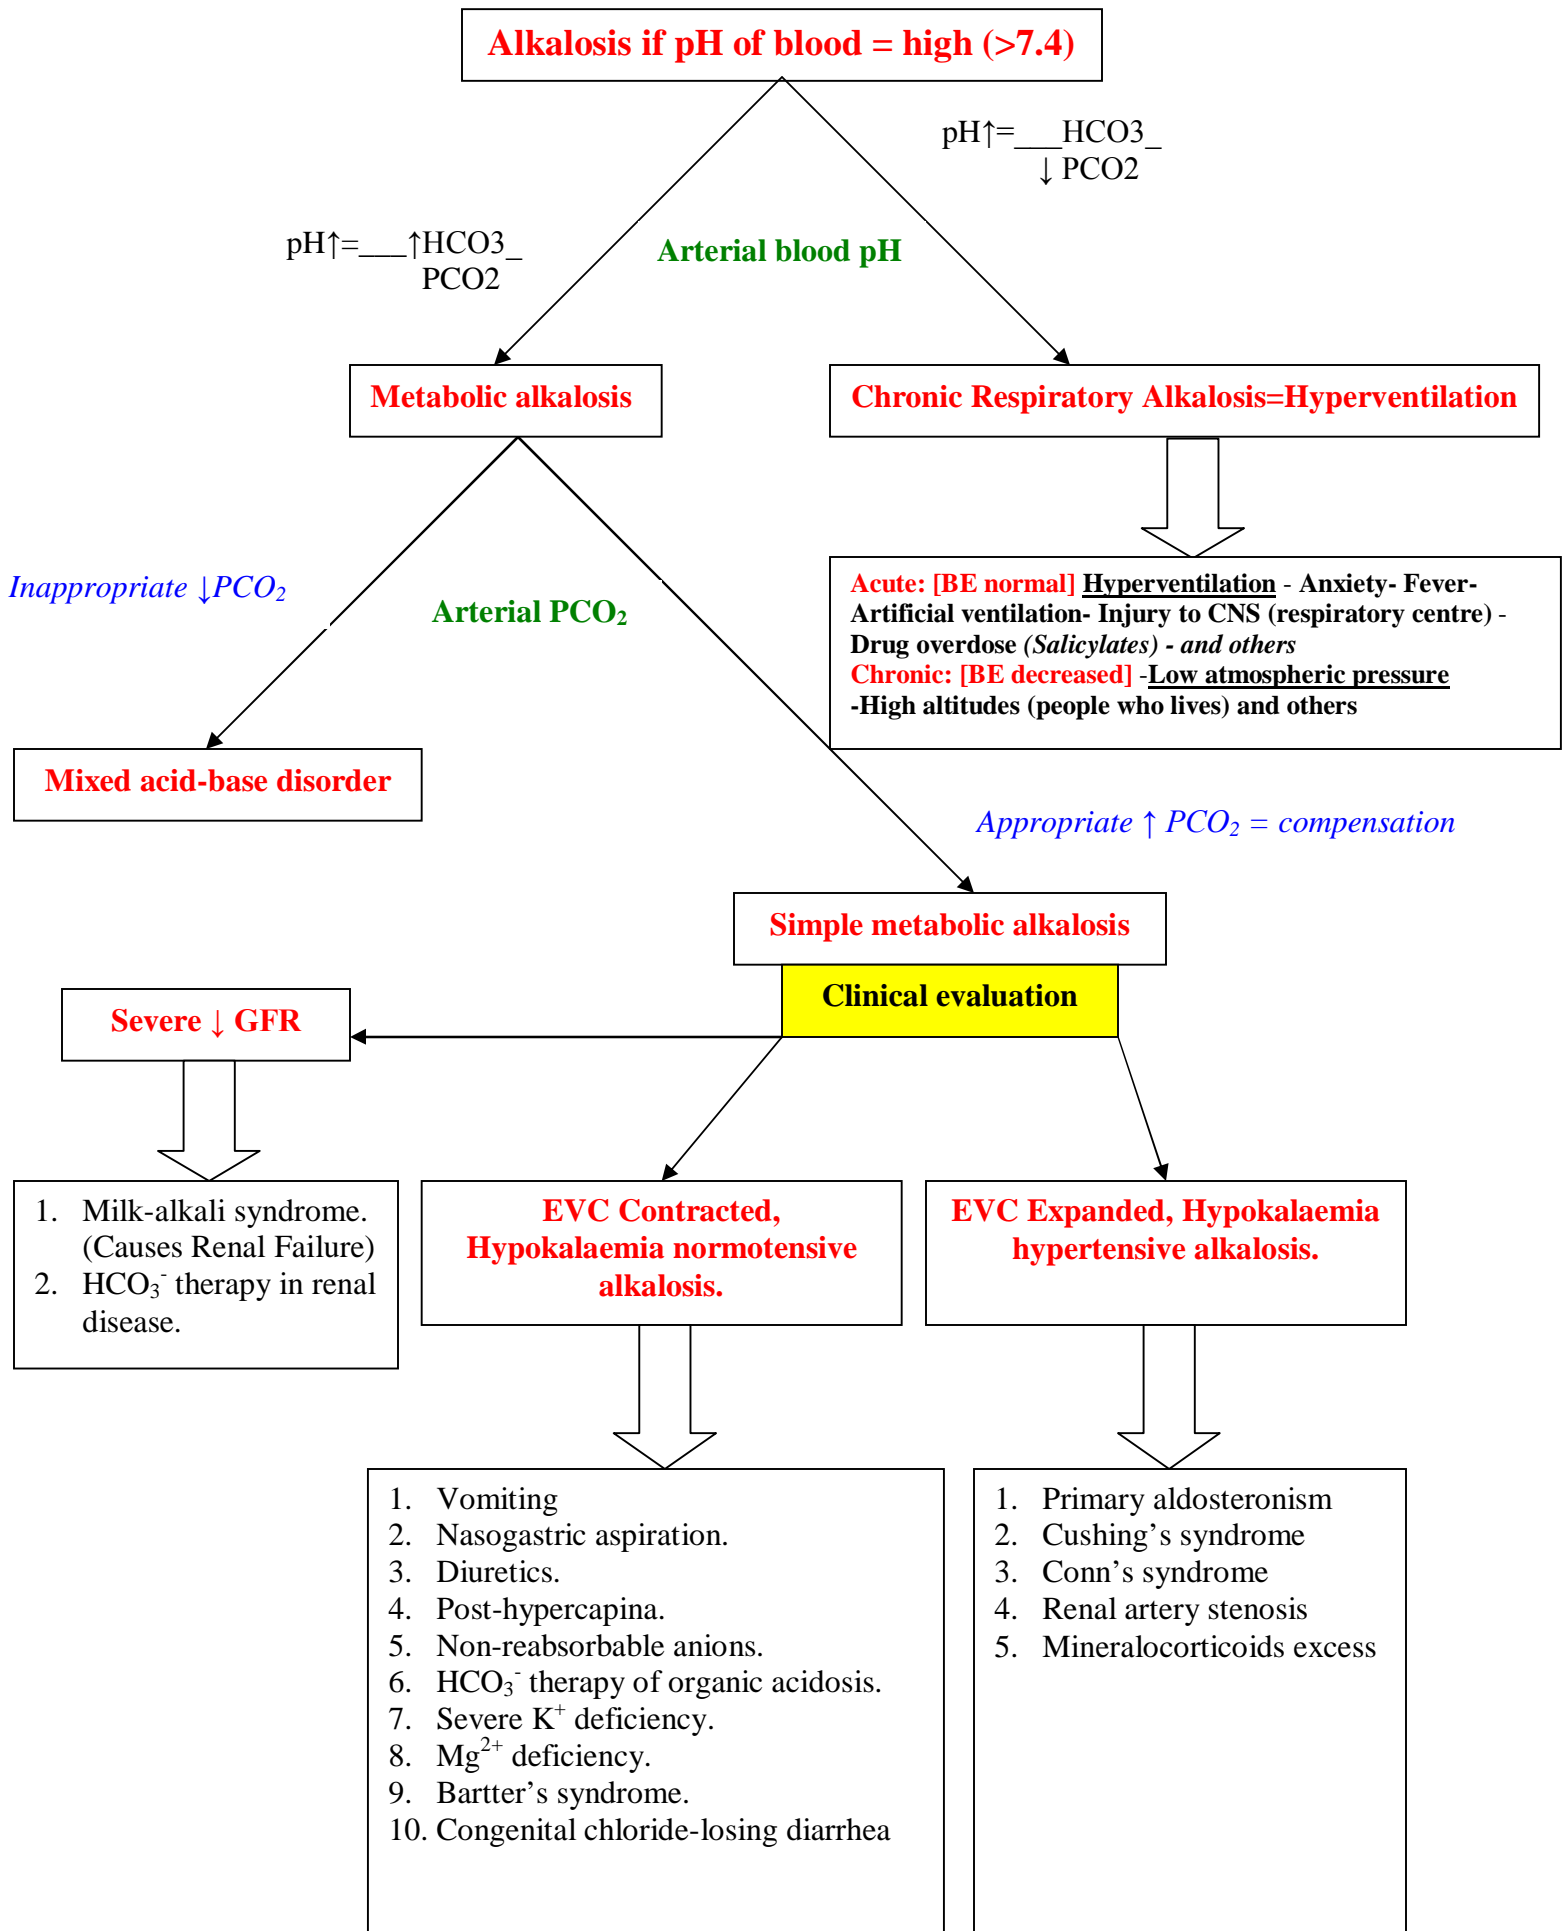 Alkalosis if pH of blood = high (>7.4)
pH↑=___HCO3_
↓ PCO2
pH↑=___↑HCO3_
PCO2
Arterial blood pH
Metabolic alkalosis
Chronic Respiratory Alkalosis=Hyperventilation
Inappropriate ↓PCO₂
Arterial PCO₂
Acute: [BE normal] Hyperventilation - Anxiety- Fever-
Artificial ventilation- Injury to CNS (respiratory centre) -
Drug overdose (Salicylates) - and others
Chronic: [BE decreased] -Low atmospheric pressure
-High altitudes (people who lives) and others
Mixed acid-base disorder
Appropriate ↑ PCO₂ = compensation
Simple metabolic alkalosis
Clinical evaluation
Severe ↓ GFR
1. Milk-alkali syndrome.
(Causes Renal Failure)
2. HCO₃⁻ therapy in renal
disease.
EVC Contracted,
Hypokalaemia normotensive
alkalosis.
EVC Expanded, Hypokalaemia
hypertensive alkalosis.
1. Vomiting
2. Nasogastric aspiration.
3. Diuretics.
4. Post-hypercapina.
5. Non-reabsorbable anions.
6. HCO₃⁻ therapy of organic acidosis.
7. Severe K⁺ deficiency.
8. Mg²⁺ deficiency.
9. Bartter’s syndrome.
10. Congenital chloride-losing diarrhea
1. Primary aldosteronism
2. Cushing’s syndrome
3. Conn’s syndrome
4. Renal artery stenosis
5. Mineralocorticoids excess